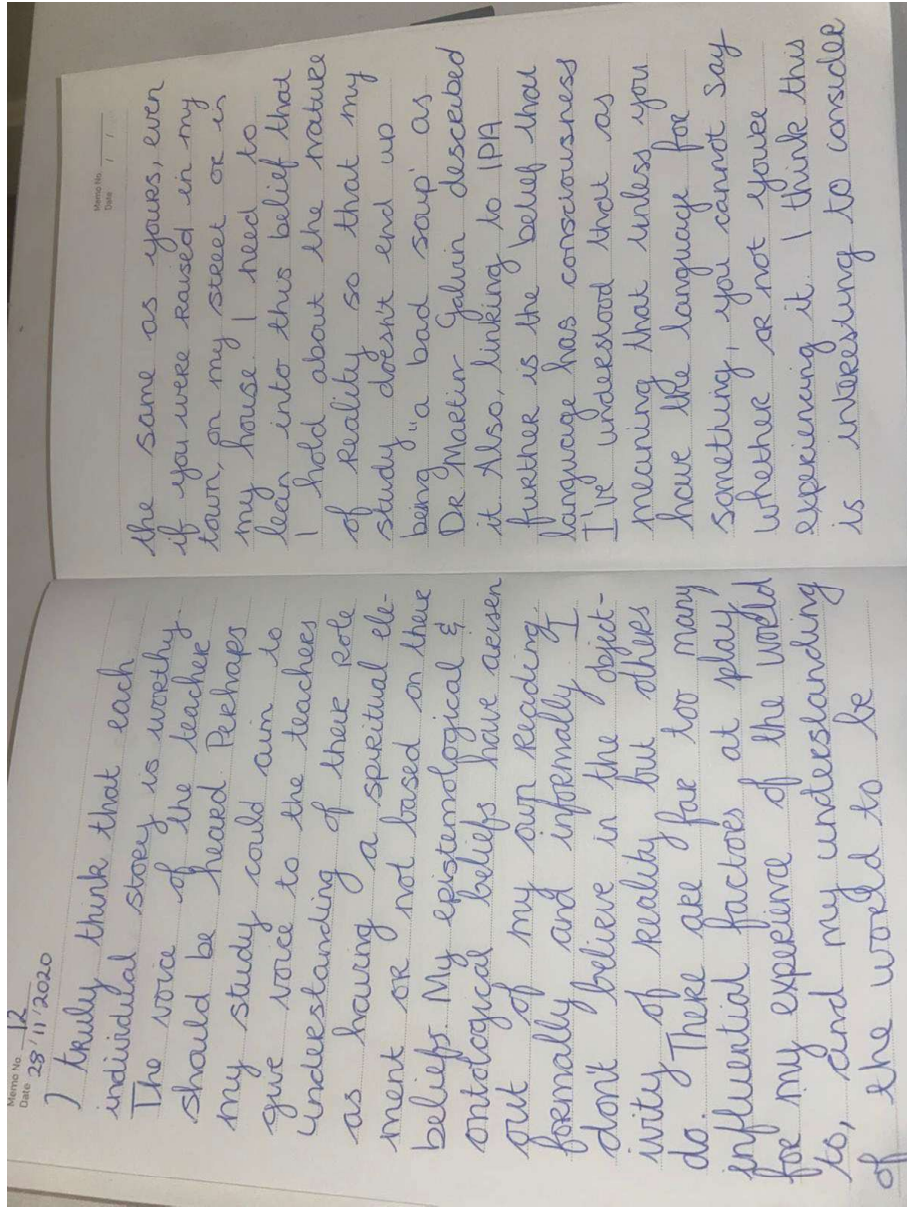 Memo No. 12
Date 28/11/2020
I truly think that each
individual story is worthy.
The voice of the teacher
should be heard. Perhaps
my study could aim to
give voice to the teachers
understanding of their role
as having a spiritual ele-
ment or not based on their
beliefs. My epistemological &
ontological beliefs have arisen
out of my own reading,
formally and informally. I
don't believe in the object-
ivity of reality but others
do. There are far too many
influential factors at play
for my experience of the world
to, and my understanding
of the world to be
Memo No.
Date / /
the same as yours, even
if you were raised in my
town, on my street or in
my house. I need to
lean into this belief that
I hold about the nature
of reality so that my
study doesn't end up
being "a bad soup' as
Dr Martin Galvin described
it. Also, linking to IPA
further is the belief that
language has consciousness
I've understood that as
meaning that unless you
have the language for
something, you cannot say
whether or not you're
experiencing it. I think this
is interesting to consider